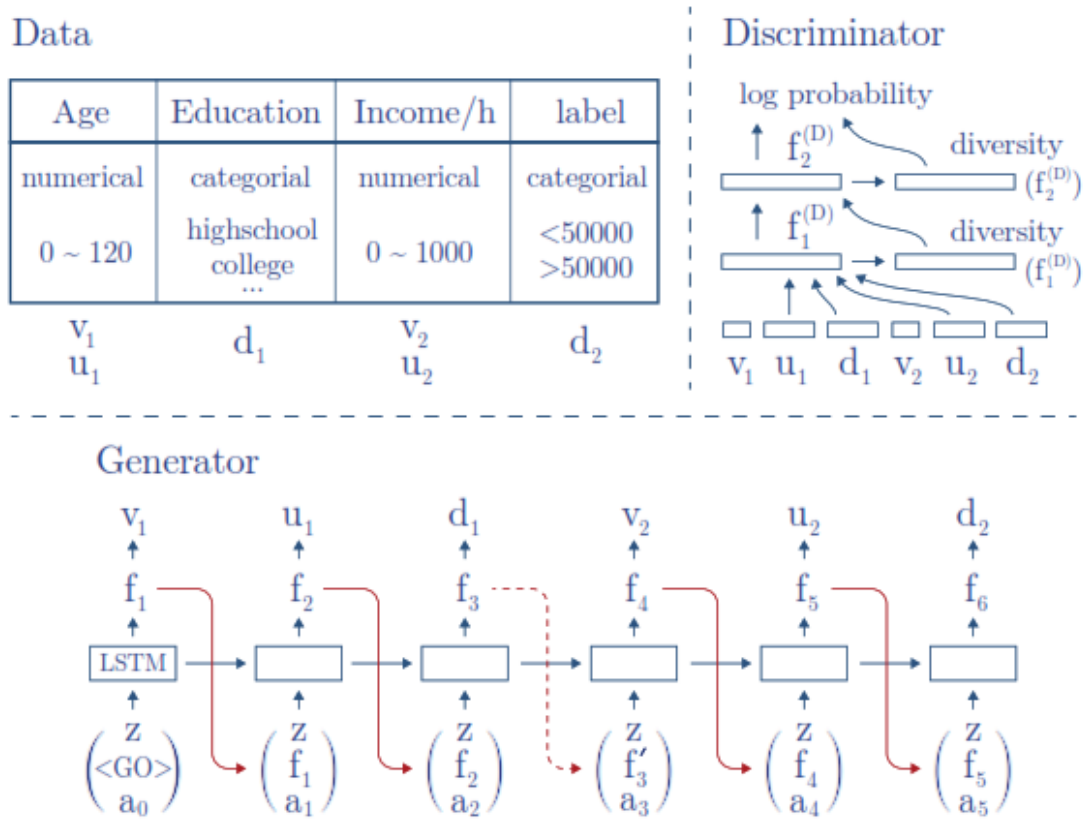 Data
Age Education Income/h label
numerical categorial numerical categorial
0 ~ 120 highschool college ... 0 ~ 1000 <50000 >50000
v₁ d₁ v₂ d₂
u₁ u₂
Discriminator
log probability
f₂⁽ᴰ⁾ diversity
(f₂⁽ᴰ⁾)
f₁⁽ᴰ⁾ diversity
(f₁⁽ᴰ⁾)
v₁ u₁ d₁ v₂ u₂ d₂
Generator
v₁ u₁ d₁ v₂ u₂ d₂
f₁ f₂ f₃ f₄ f₅ f₆
LSTM
z z z z z z
<GO> f₁ f₂ f₃′ f₄ f₅
a₀ a₁ a₂ a₃ a₄ a₅